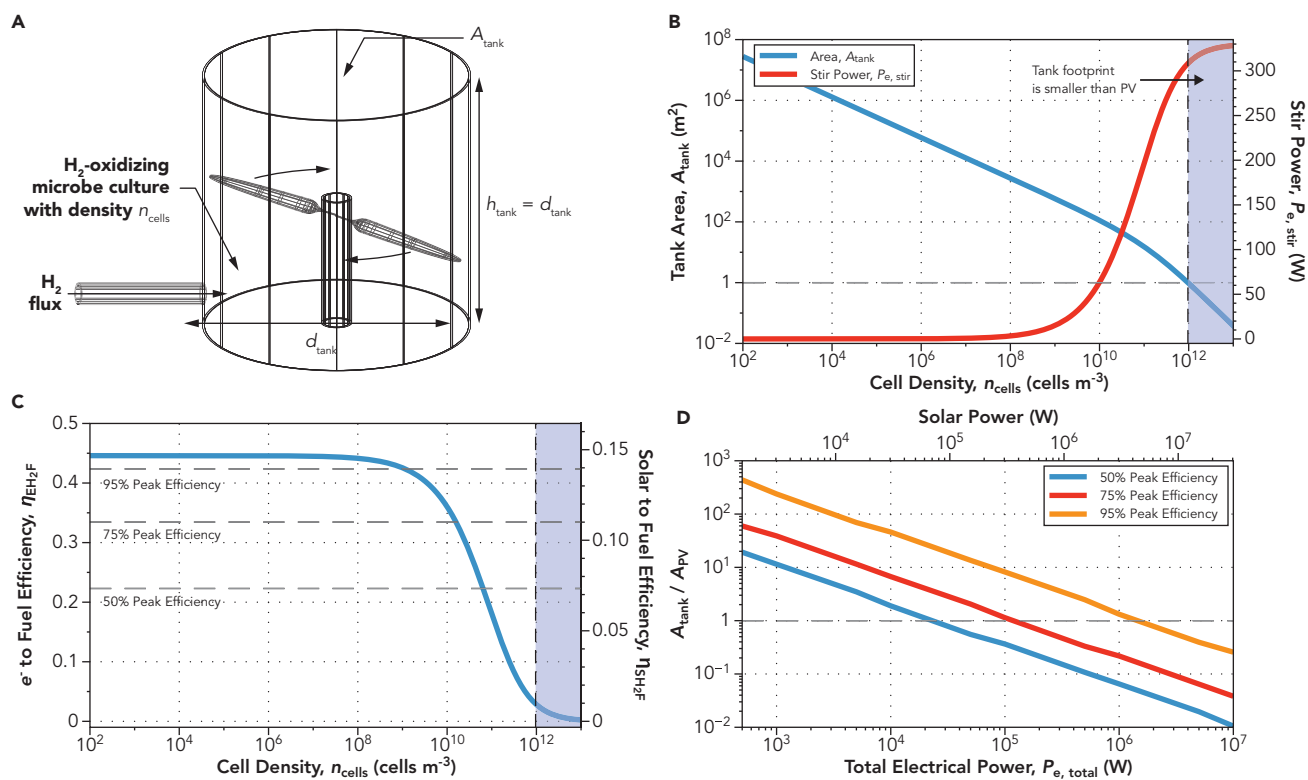 A
A_tank
H₂-oxidizing
microbe culture
with density n_cells
h_tank = d_tank
H₂
flux
d_tank
B
Area, A_tank
Stir Power, P_e, stir
Tank footprint
is smaller than PV
Tank Area, A_tank (m²)
10⁸
10⁶
10⁴
10²
1
10⁻²
Stir Power, P_e, stir (W)
300
250
200
150
100
50
0
10² 10⁴ 10⁶ 10⁸ 10¹⁰ 10¹²
Cell Density, n_cells (cells m⁻³)
C
e⁻ to Fuel Efficiency, η_EH₂F
0.5
0.4
0.3
0.2
0.1
0
95% Peak Efficiency
75% Peak Efficiency
50% Peak Efficiency
Solar to Fuel Efficiency, η_SH₂F
0.15
0.10
0.05
0
10² 10⁴ 10⁶ 10⁸ 10¹⁰ 10¹²
Cell Density, n_cells (cells m⁻³)
D
Solar Power (W)
10⁴ 10⁵ 10⁶ 10⁷
50% Peak Efficiency
75% Peak Efficiency
95% Peak Efficiency
A_tank / A_PV
10³
10²
10¹
1
10⁻¹
10⁻²
10³ 10⁴ 10⁵ 10⁶ 10⁷
Total Electrical Power, P_e, total (W)